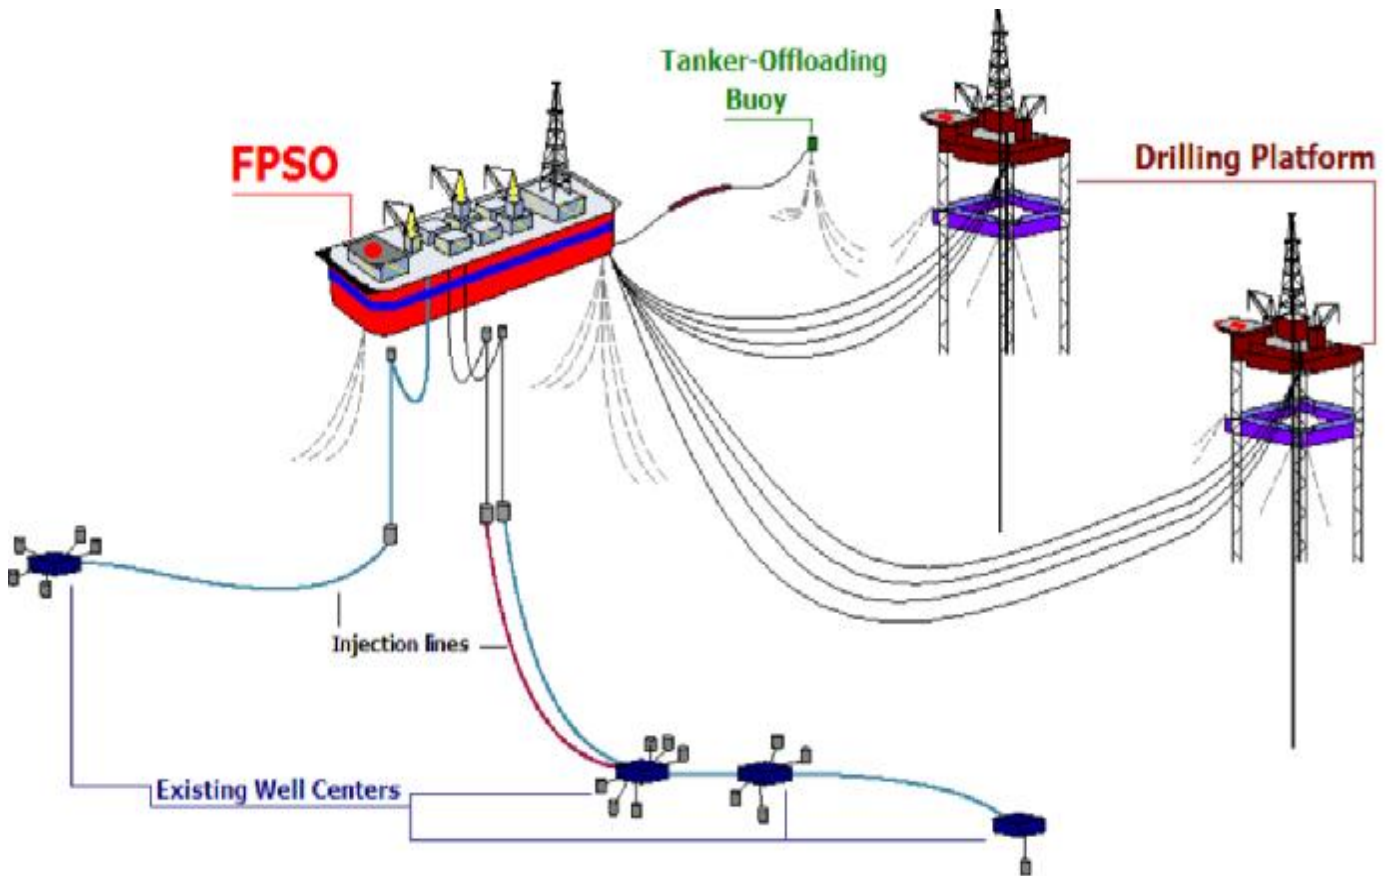 Tanker-Offloading
Buoy
FPSO
Drilling Platform
Injection lines
Existing Well Centers